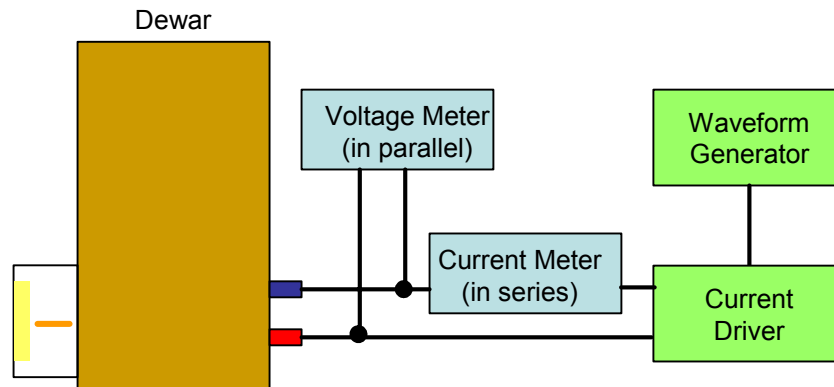 Dewar
Voltage Meter
(in parallel)
Waveform
Generator
Current Meter
(in series)
Current
Driver